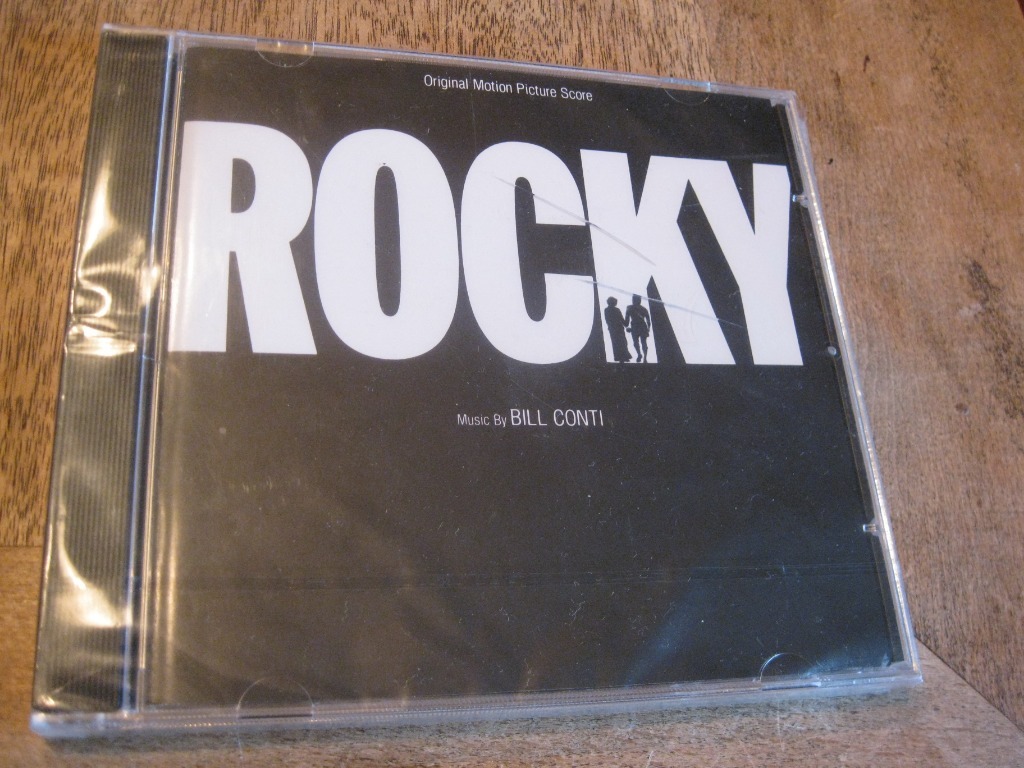 Original Motion Picture Score
ROCKY
Music By BILL CONTI